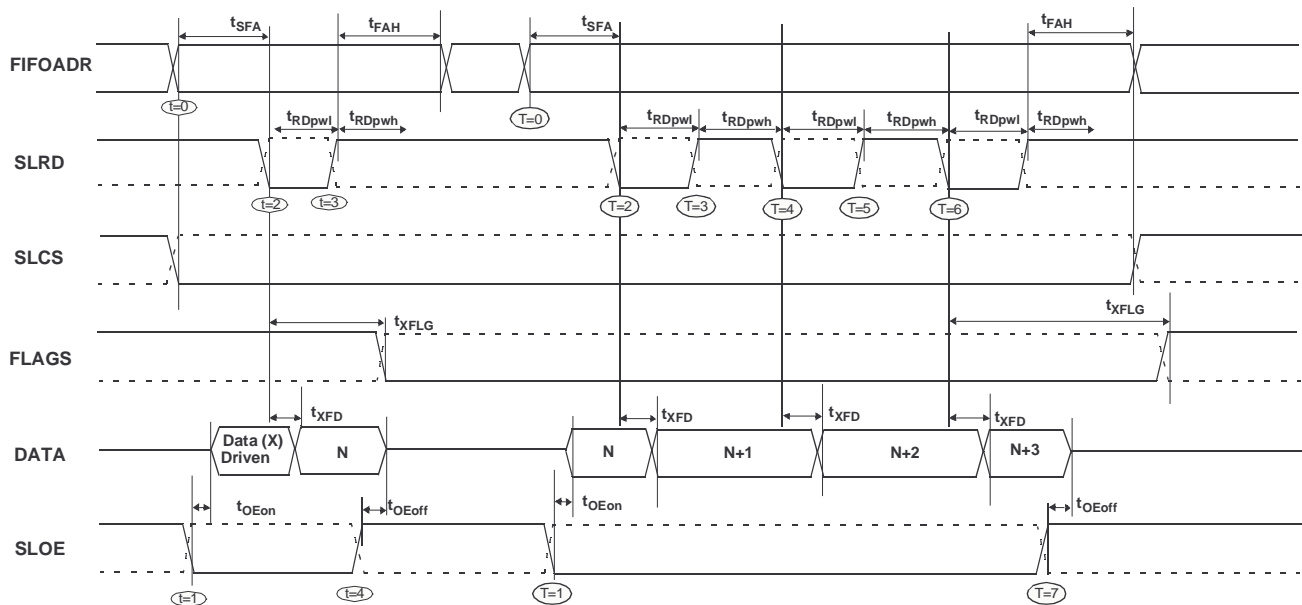 tSFA tFAH tSFA tFAH
FIFOADR
t=0 T=0
tRDpwl tRDpwh tRDpwl tRDpwh tRDpwl tRDpwh tRDpwl tRDpwh
SLRD
t=2 t=3 T=2 T=3 T=4 T=5 T=6
SLCS
tXFLG tXFLG
FLAGS
tXFD tXFD tXFD tXFD
DATA
Data (X)
Driven
N N N+1 N+2 N+3
tOEon tOEoff tOEon tOEoff
SLOE
t=1 t=4 T=1 T=7